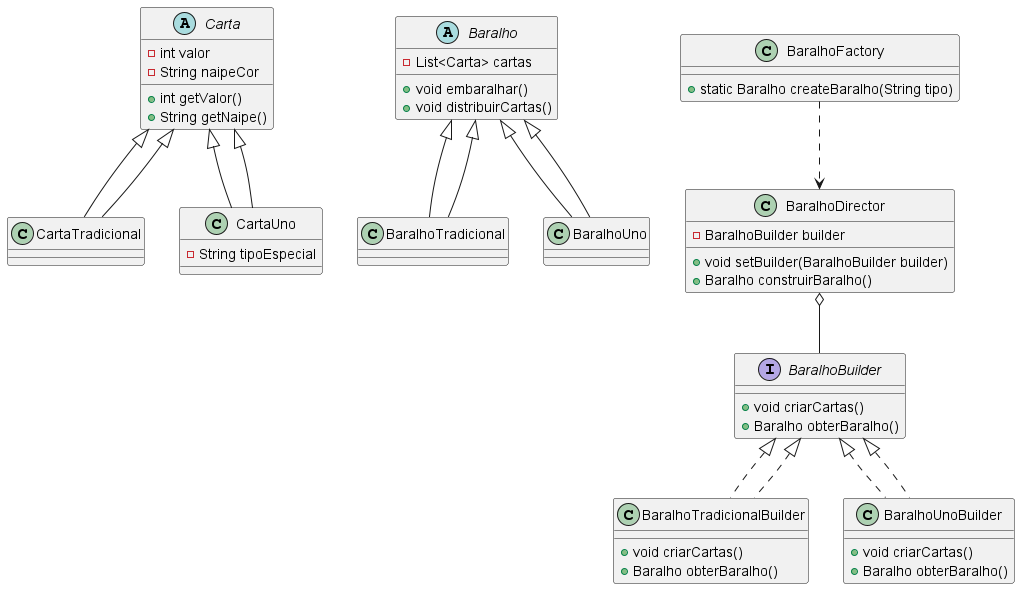 A Carta
int valor
String naipeCor
int getValor()
String getNaipe()
C CartaTradicional
C CartaUno
String tipoEspecial
A Baralho
List<Carta> cartas
void embaralhar()
void distribuirCartas()
C BaralhoTradicional
C BaralhoUno
C BaralhoFactory
static Baralho createBaralho(String tipo)
C BaralhoDirector
BaralhoBuilder builder
void setBuilder(BaralhoBuilder builder)
Baralho construirBaralho()
I BaralhoBuilder
void criarCartas()
Baralho obterBaralho()
C BaralhoTradicionalBuilder
void criarCartas()
Baralho obterBaralho()
C BaralhoUnoBuilder
void criarCartas()
Baralho obterBaralho()